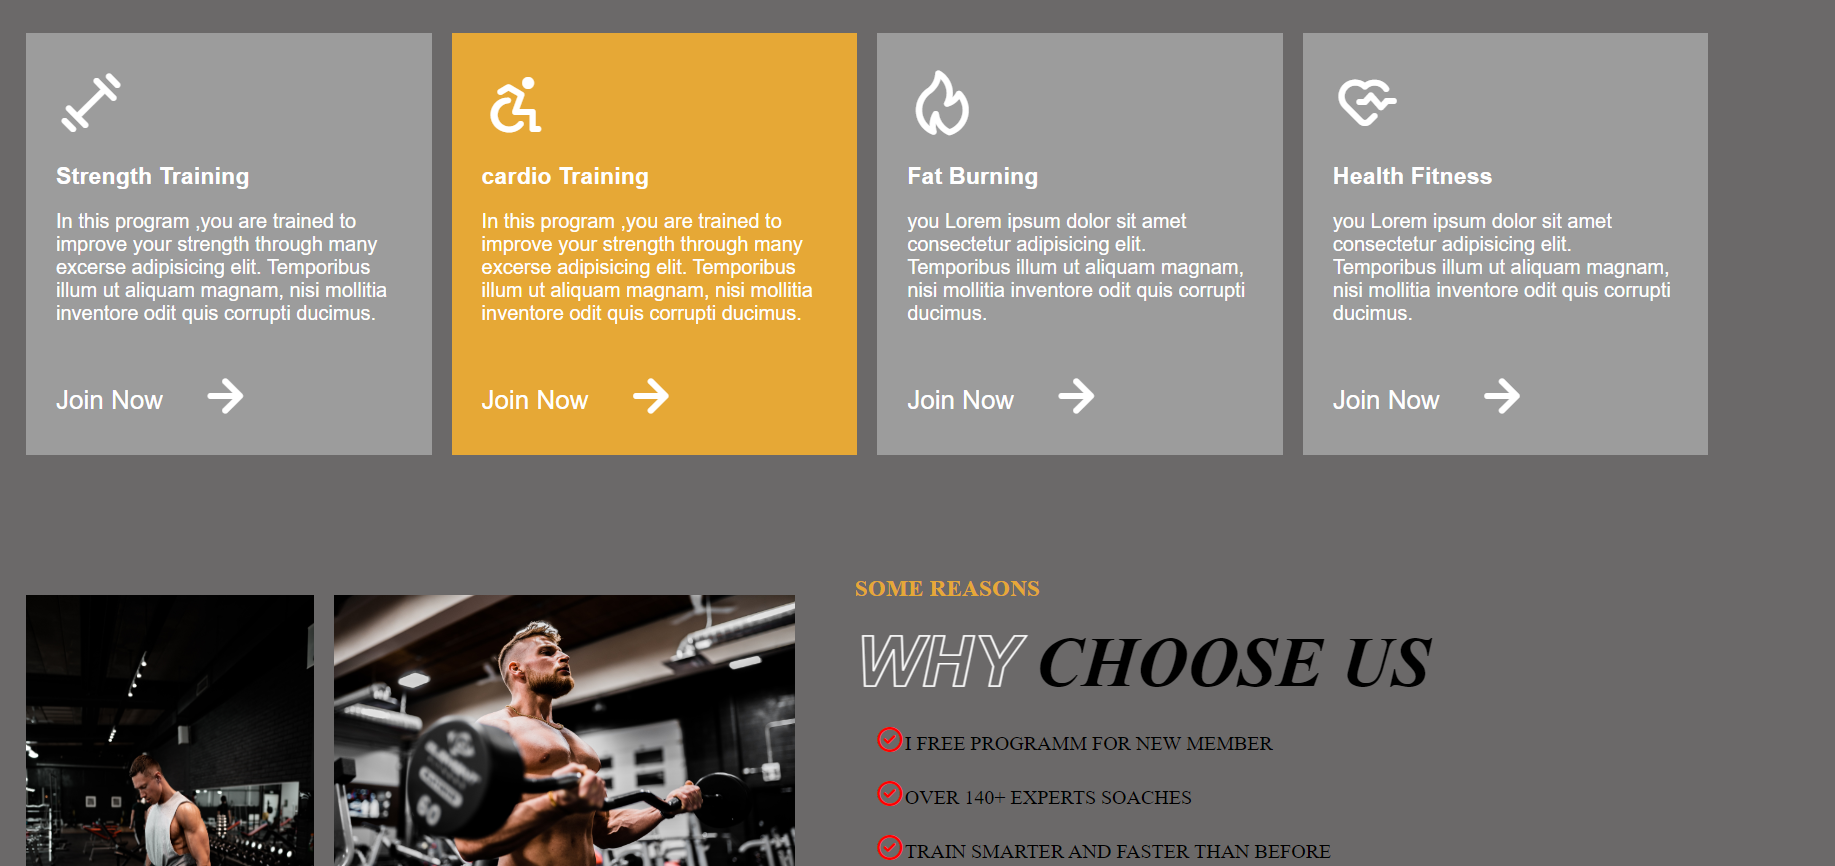 Strength Training
In this program ,you are trained to
improve your strength through many
excerse adipisicing elit. Temporibus
illum ut aliquam magnam, nisi mollitia
inventore odit quis corrupti ducimus.
Join Now
cardio Training
In this program ,you are trained to
improve your strength through many
excerse adipisicing elit. Temporibus
illum ut aliquam magnam, nisi mollitia
inventore odit quis corrupti ducimus.
Join Now
Fat Burning
you Lorem ipsum dolor sit amet
consectetur adipisicing elit.
Temporibus illum ut aliquam magnam,
nisi mollitia inventore odit quis corrupti
ducimus.
Join Now
Health Fitness
you Lorem ipsum dolor sit amet
consectetur adipisicing elit.
Temporibus illum ut aliquam magnam,
nisi mollitia inventore odit quis corrupti
ducimus.
Join Now
60
SOME REASONS
WHY CHOOSE US
I FREE PROGRAMM FOR NEW MEMBER
OVER 140+ EXPERTS SOACHES
TRAIN SMARTER AND FASTER THAN BEFORE